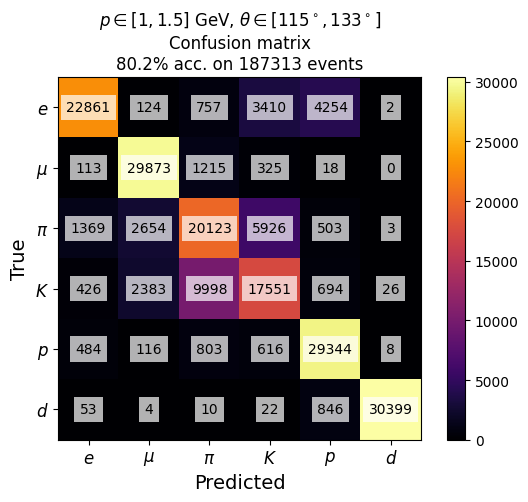 p ∈ [1, 1.5] GeV, θ ∈ [115°, 133°]
Confusion matrix
80.2% acc. on 187313 events
e 22861 124 757 3410 4254 2
μ 113 29873 1215 325 18 0
π 1369 2654 20123 5926 503 3
K 426 2383 9998 17551 694 26
p 484 116 803 616 29344 8
d 53 4 10 22 846 30399
e μ π K p d
Predicted
True
30000
25000
20000
15000
10000
5000
0